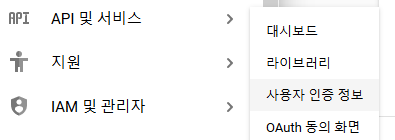 API API 및 서비스
지원
IAM 및 관리자
대시보드
라이브러리
사용자 인증 정보
OAuth 동의 화면